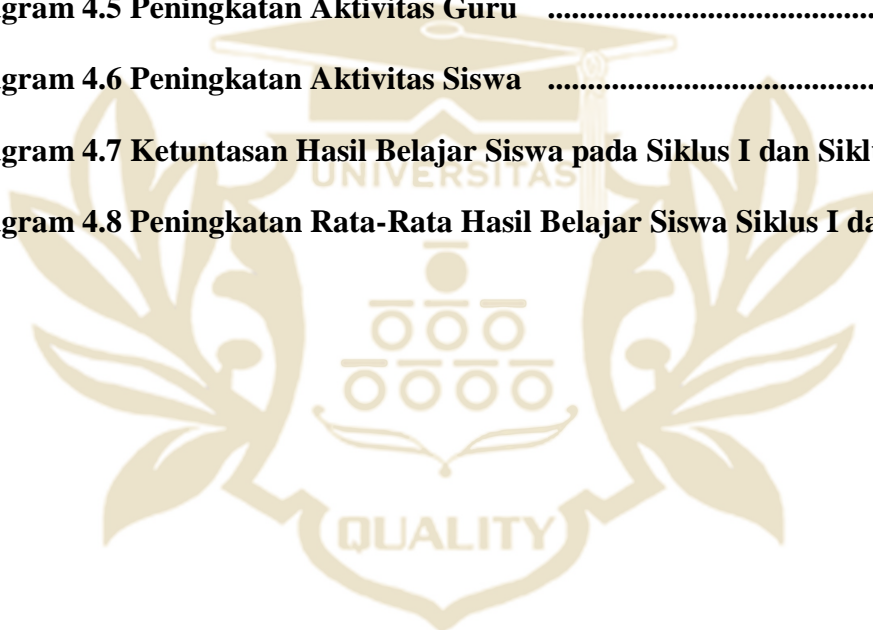 gram 4.5 Peningkatan Aktivitas Guru ........................................
gram 4.6 Peningkatan Aktivitas Siswa ........................................
gram 4.7 Ketuntasan Hasil Belajar Siswa pada Siklus I dan Sikl
UNIVERSITAS
gram 4.8 Peningkatan Rata-Rata Hasil Belajar Siswa Siklus I da
QUALITY